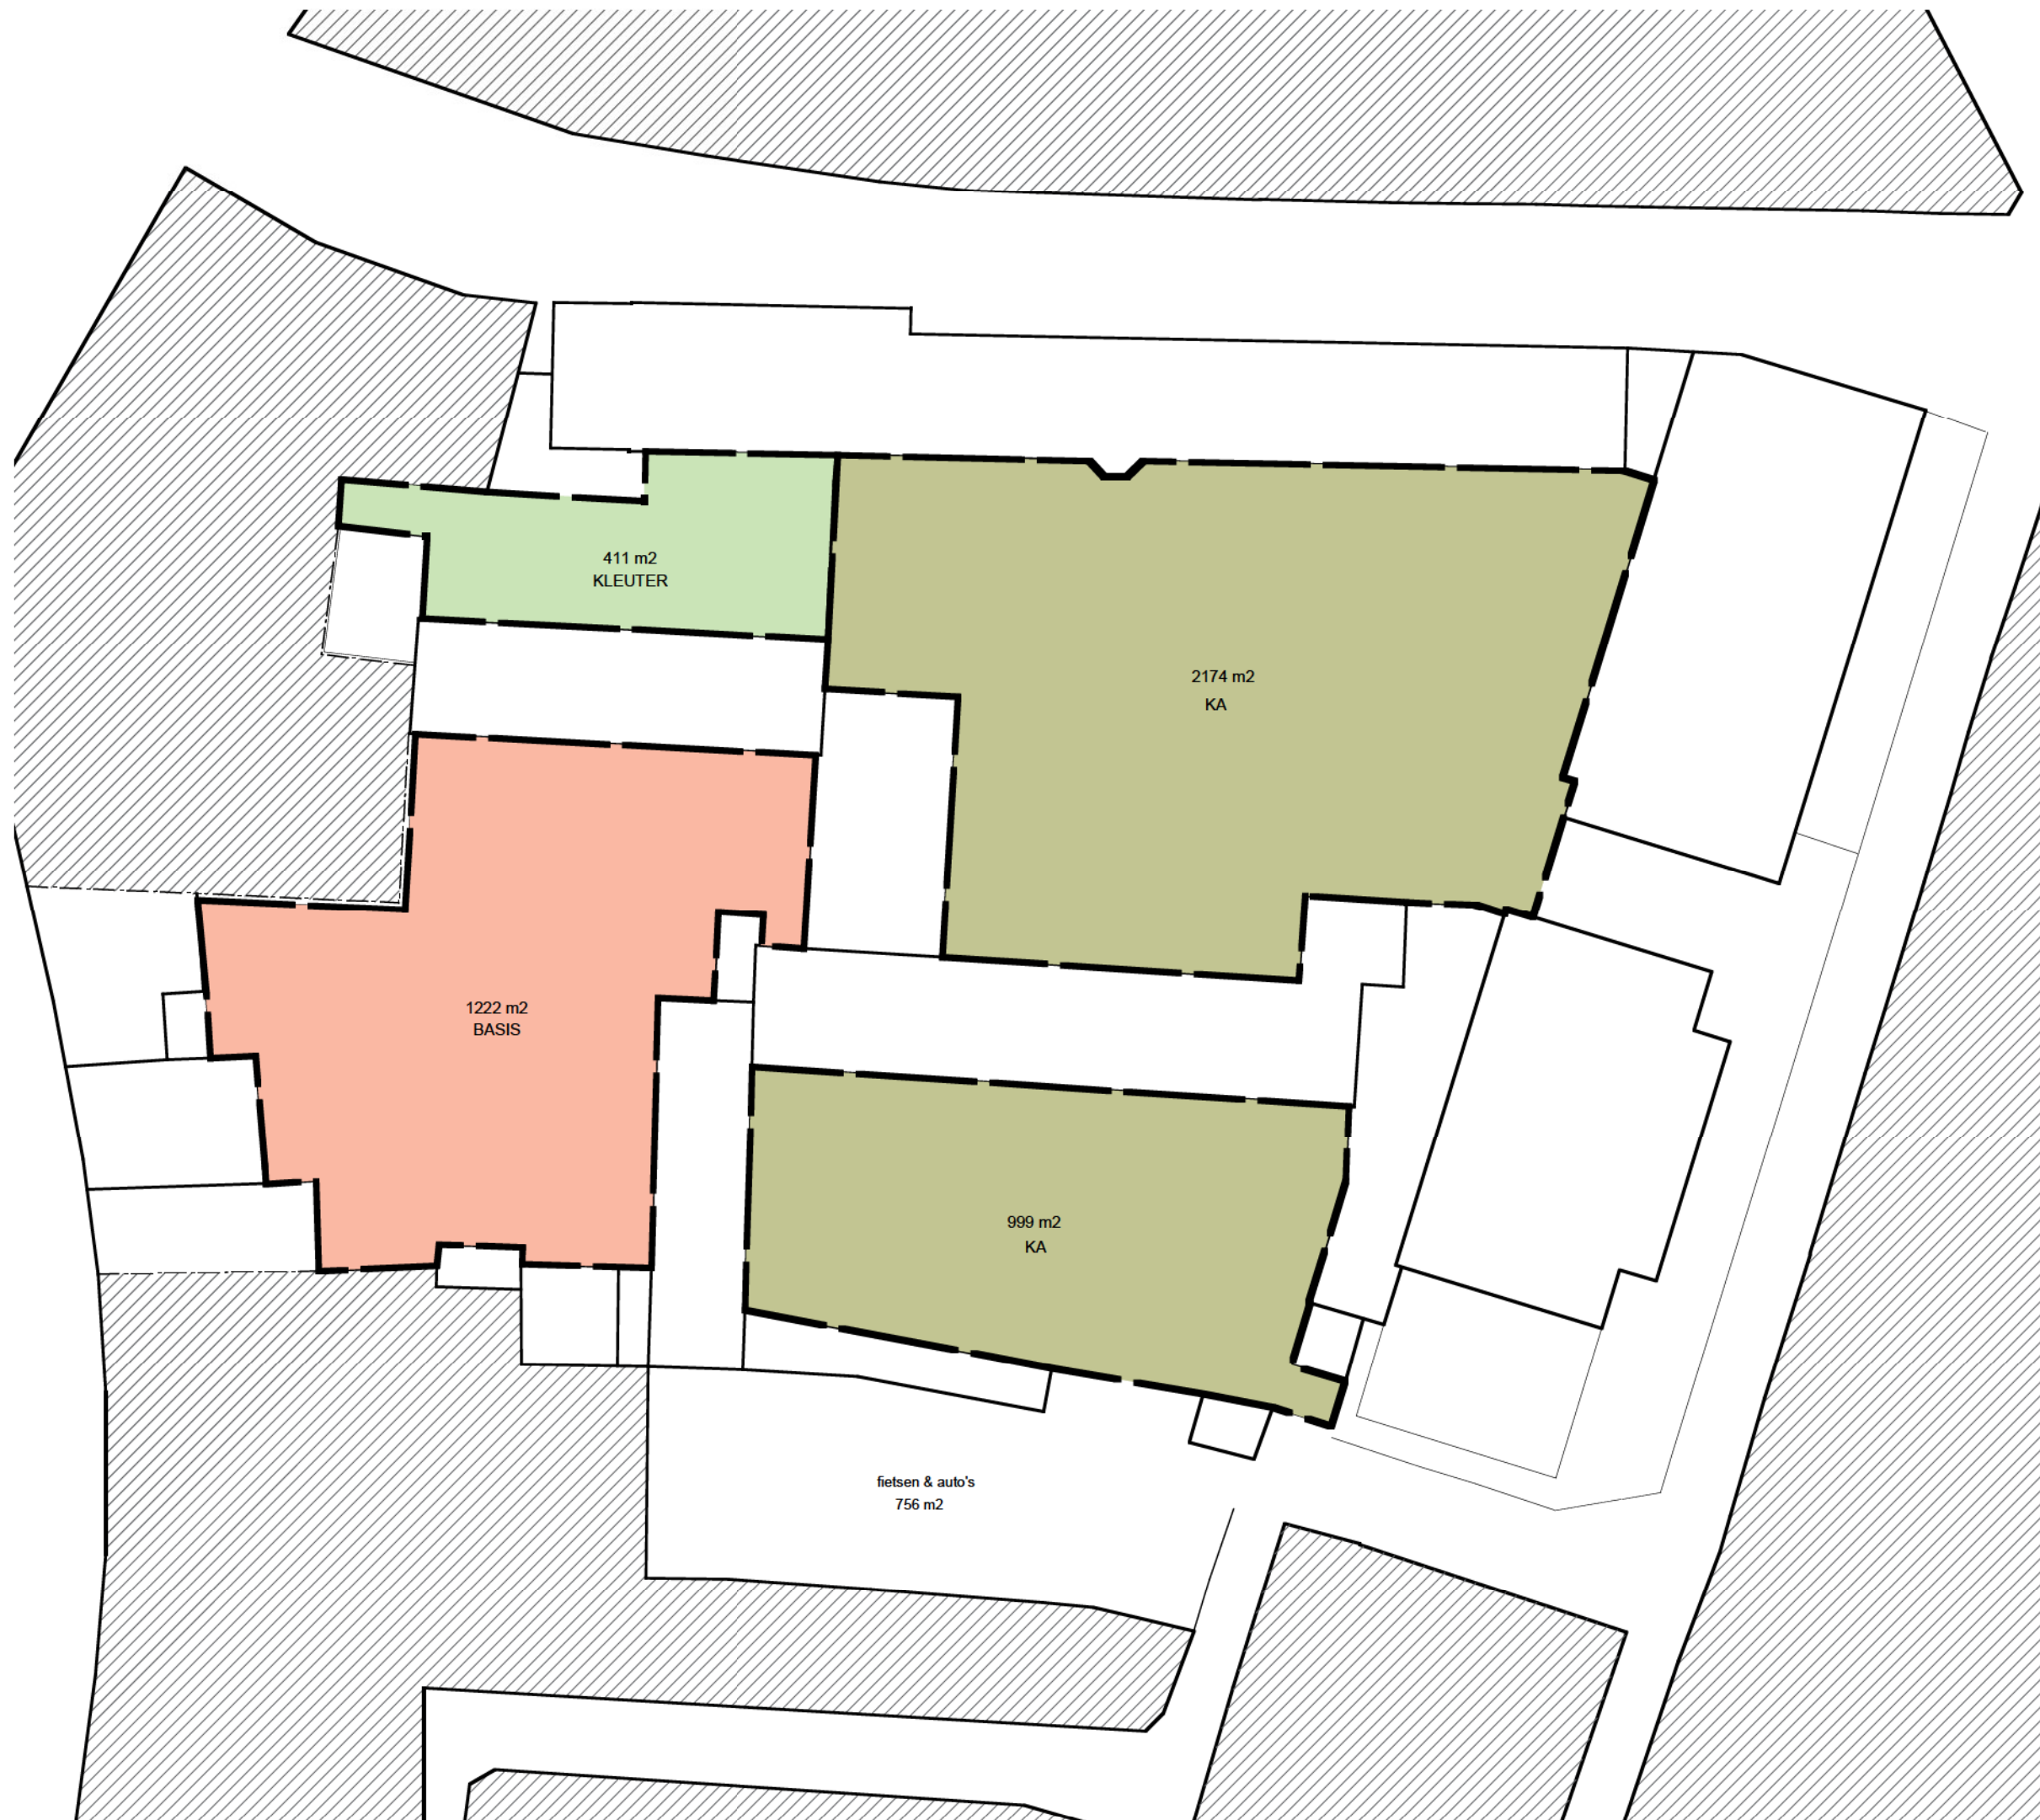 411 m2
KLEUTER
2174 m2
KA
1222 m2
BASIS
999 m2
KA
fietsen & auto's
756 m2